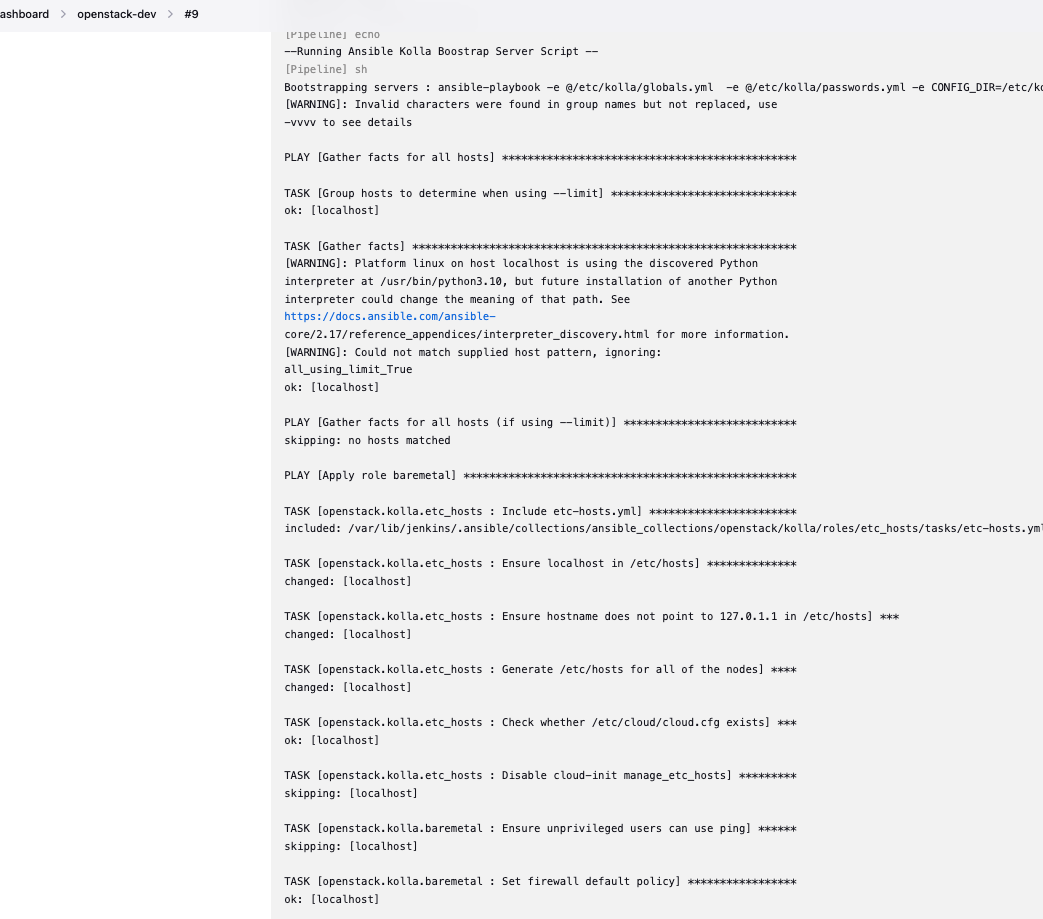 ashboard > openstack-dev > #9
[Pipeline] echo
--Running Ansible Kolla Boostrap Server Script --
[Pipeline] sh
Bootstrapping servers : ansible-playbook -e @/etc/kolla/globals.yml  -e @/etc/kolla/passwords.yml -e CONFIG_DIR=/etc/ko
[WARNING]: Invalid characters were found in group names but not replaced, use
-vvvv to see details
PLAY [Gather facts for all hosts] **********************************************
TASK [Group hosts to determine when using --limit] *****************************
ok: [localhost]
TASK [Gather facts] ************************************************************
[WARNING]: Platform linux on host localhost is using the discovered Python
interpreter at /usr/bin/python3.10, but future installation of another Python
interpreter could change the meaning of that path. See
https://docs.ansible.com/ansible-
core/2.17/reference_appendices/interpreter_discovery.html for more information.
[WARNING]: Could not match supplied host pattern, ignoring:
all_using_limit_True
ok: [localhost]
PLAY [Gather facts for all hosts (if using --limit)] ***************************
skipping: no hosts matched
PLAY [Apply role baremetal] ****************************************************
TASK [openstack.kolla.etc_hosts : Include etc-hosts.yml] ***********************
included: /var/lib/jenkins/.ansible/collections/ansible_collections/openstack/kolla/roles/etc_hosts/tasks/etc-hosts.yml
TASK [openstack.kolla.etc_hosts : Ensure localhost in /etc/hosts] **************
changed: [localhost]
TASK [openstack.kolla.etc_hosts : Ensure hostname does not point to 127.0.1.1 in /etc/hosts] ***
changed: [localhost]
TASK [openstack.kolla.etc_hosts : Generate /etc/hosts for all of the nodes] ****
changed: [localhost]
TASK [openstack.kolla.etc_hosts : Check whether /etc/cloud/cloud.cfg exists] ***
ok: [localhost]
TASK [openstack.kolla.etc_hosts : Disable cloud-init manage_etc_hosts] *********
skipping: [localhost]
TASK [openstack.kolla.baremetal : Ensure unprivileged users can use ping] ******
skipping: [localhost]
TASK [openstack.kolla.baremetal : Set firewall default policy] *****************
ok: [localhost]